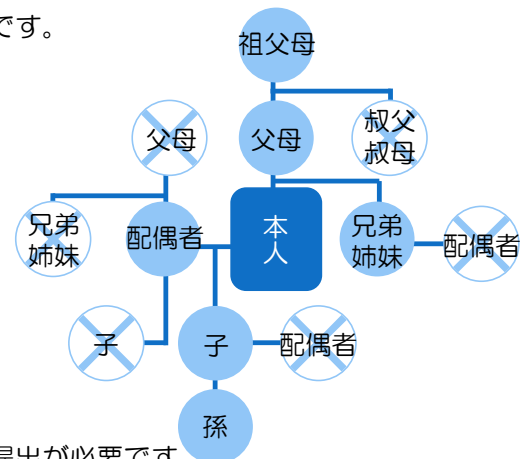 です。
祖父母
父母
父母
叔父
叔母
兄弟
姉妹
配偶者
本
人
兄弟
姉妹
配偶者
子
子
配偶者
孫
提出が必要です